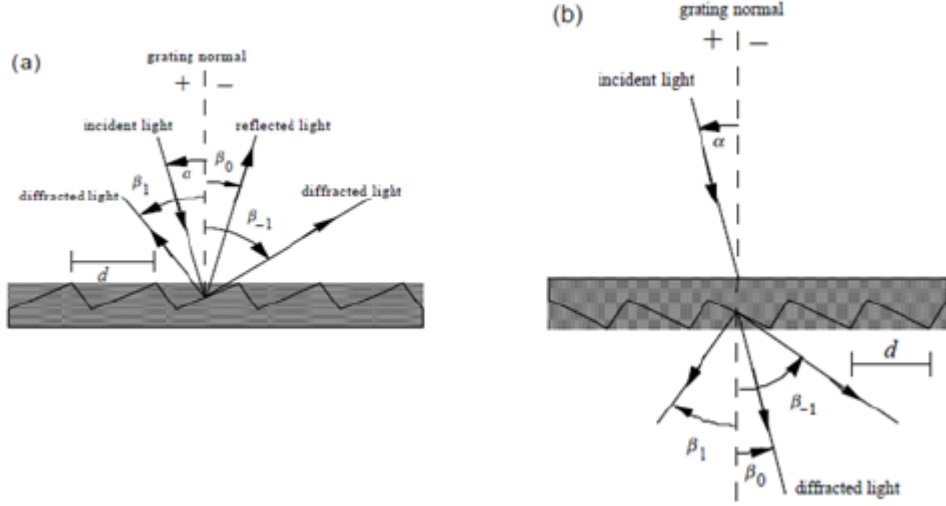 (a)
grating normal
+ –
incident light
reflected light
diffracted light
β1
α
β0
diffracted light
β–1
d
(b)
grating normal
+ –
incident light
α
d
β–1
β1
β0
diffracted light